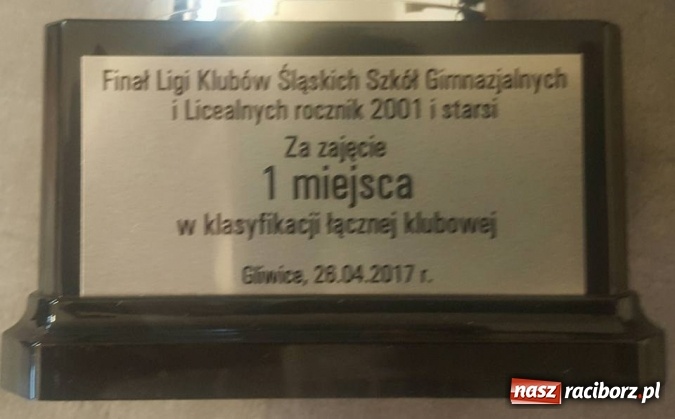 Finał Ligi Klubów Śląskich Szkół Gimnazjalnych
i Licealnych rocznik 2001 i starsi
Za zajęcie
1 miejsca
w klasyfikacji łącznej klubowej
Gliwice, 26.04.2017 r.
nasz raciborz.pl